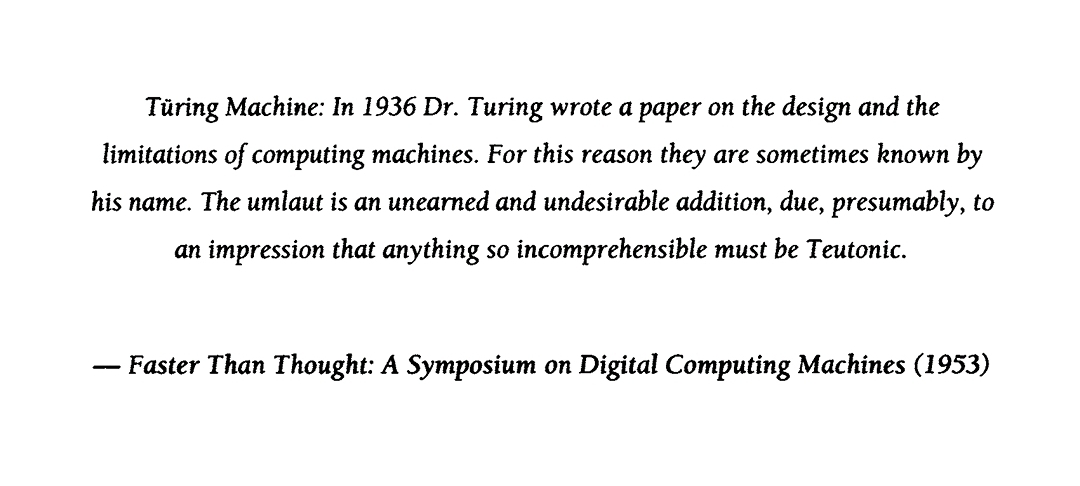 Türing Machine: In 1936 Dr. Turing wrote a paper on the design and the
limitations of computing machines. For this reason they are sometimes known by
his name. The umlaut is an unearned and undesirable addition, due, presumably, to
an impression that anything so incomprehensible must be Teutonic.
— Faster Than Thought: A Symposium on Digital Computing Machines (1953)